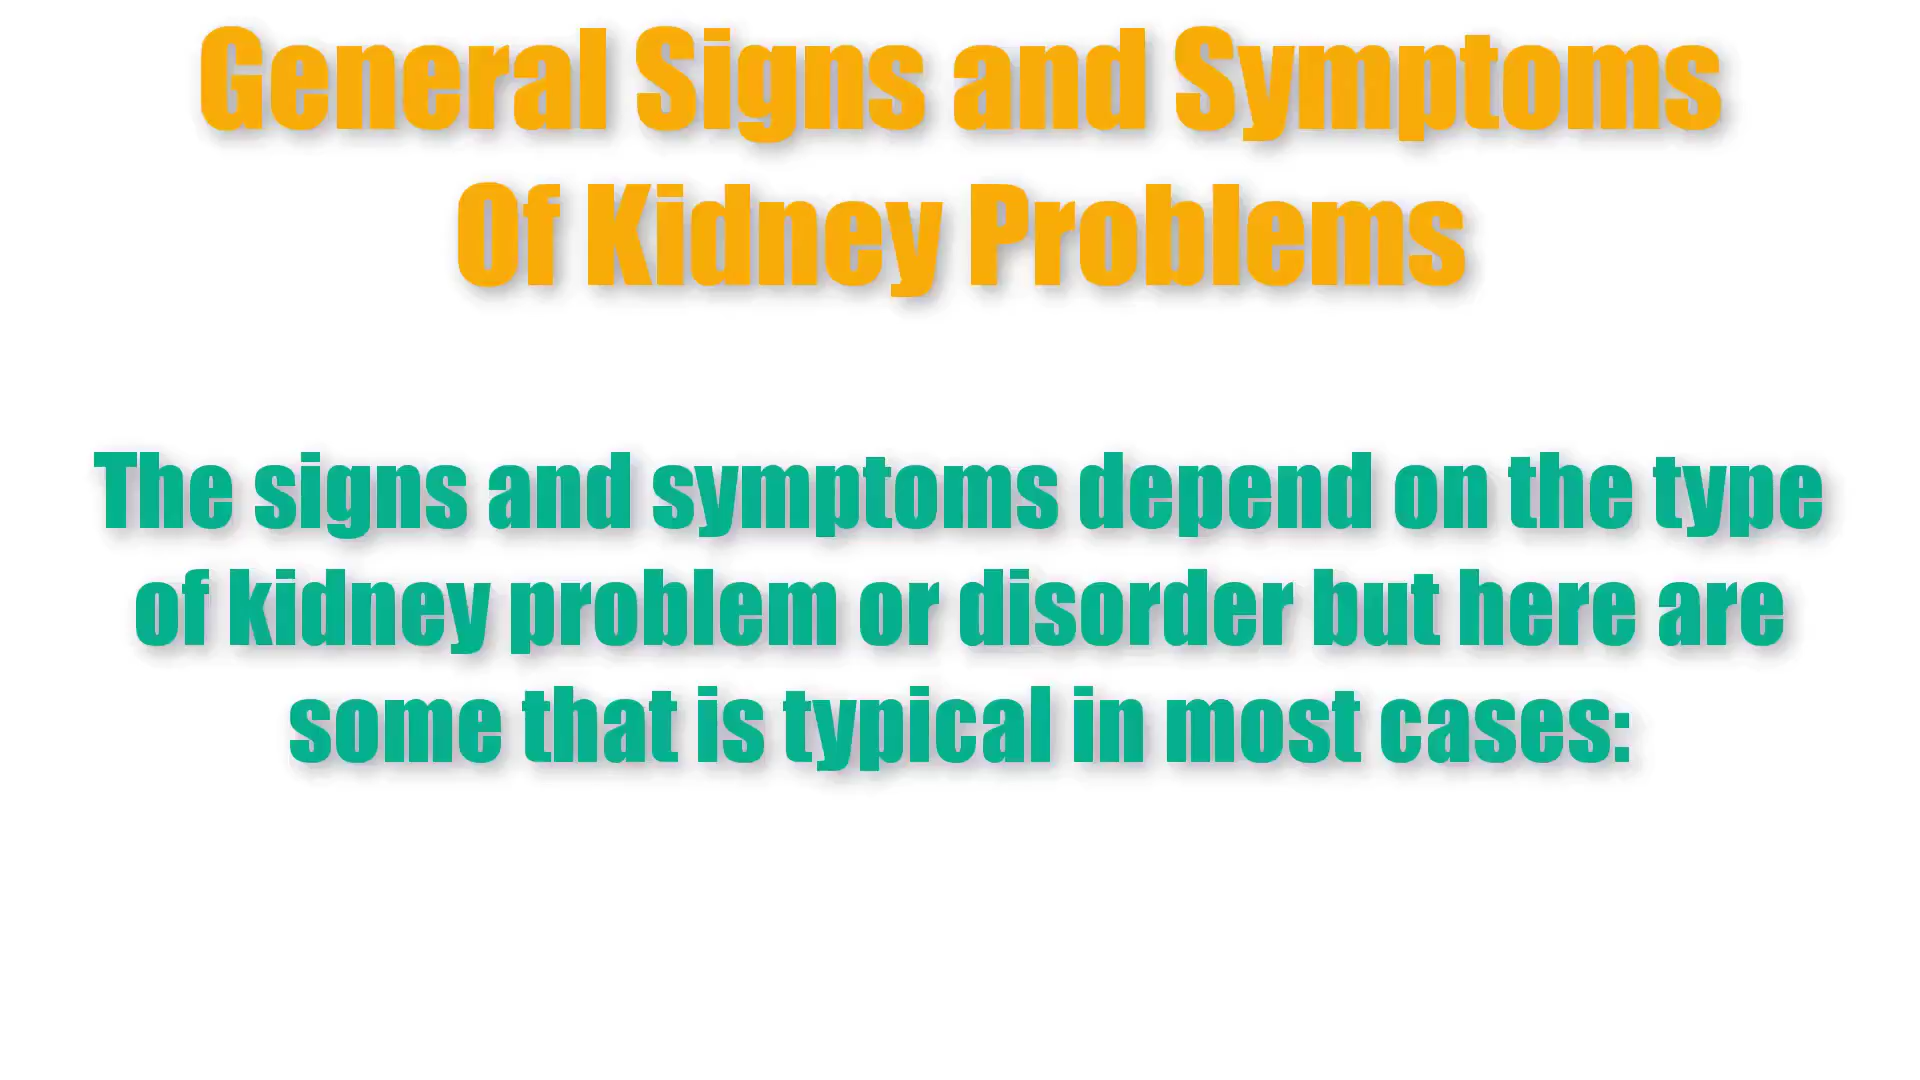 General Signs and Symptoms
Of Kidney Problems
The signs and symptoms depend on the type
of kidney problem or disorder but here are
some that is typical in most cases: